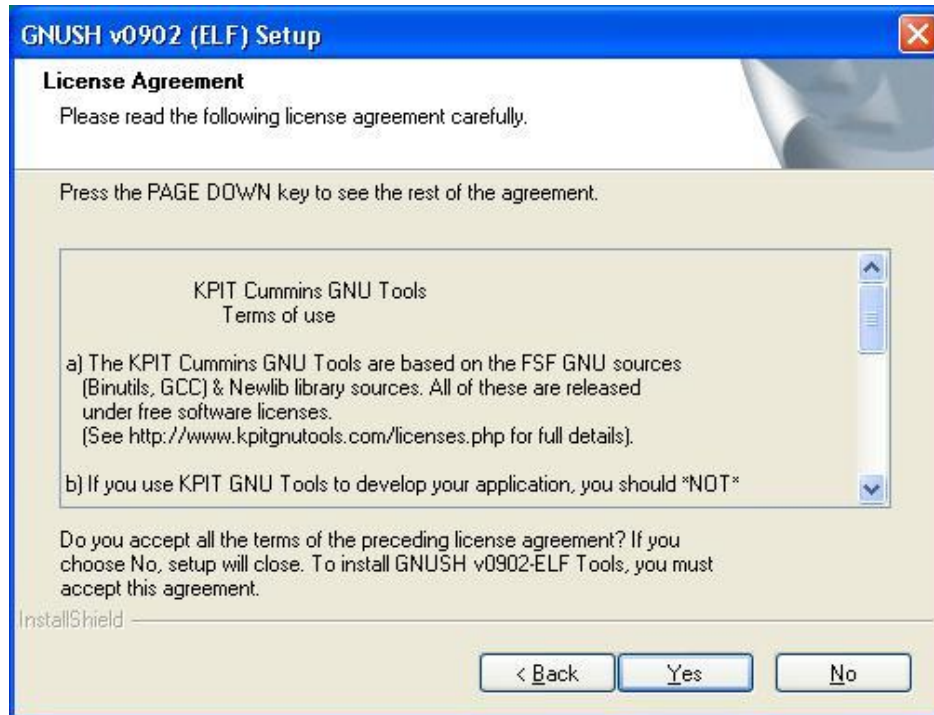 GNUSH v0902 (ELF) Setup
License Agreement
Please read the following license agreement carefully.
Press the PAGE DOWN key to see the rest of the agreement.
KPIT Cummins GNU Tools
Terms of use
a) The KPIT Cummins GNU Tools are based on the FSF GNU sources
(Binutils, GCC) & Newlib library sources. All of these are released
under free software licenses.
(See http://www.kpitgnutools.com/licenses.php for full details).
b) If you use KPIT GNU Tools to develop your application, you should *NOT*
Do you accept all the terms of the preceding license agreement? If you
choose No, setup will close. To install GNUSH v0902-ELF Tools, you must
accept this agreement.
InstallShield
< Back
Yes
No